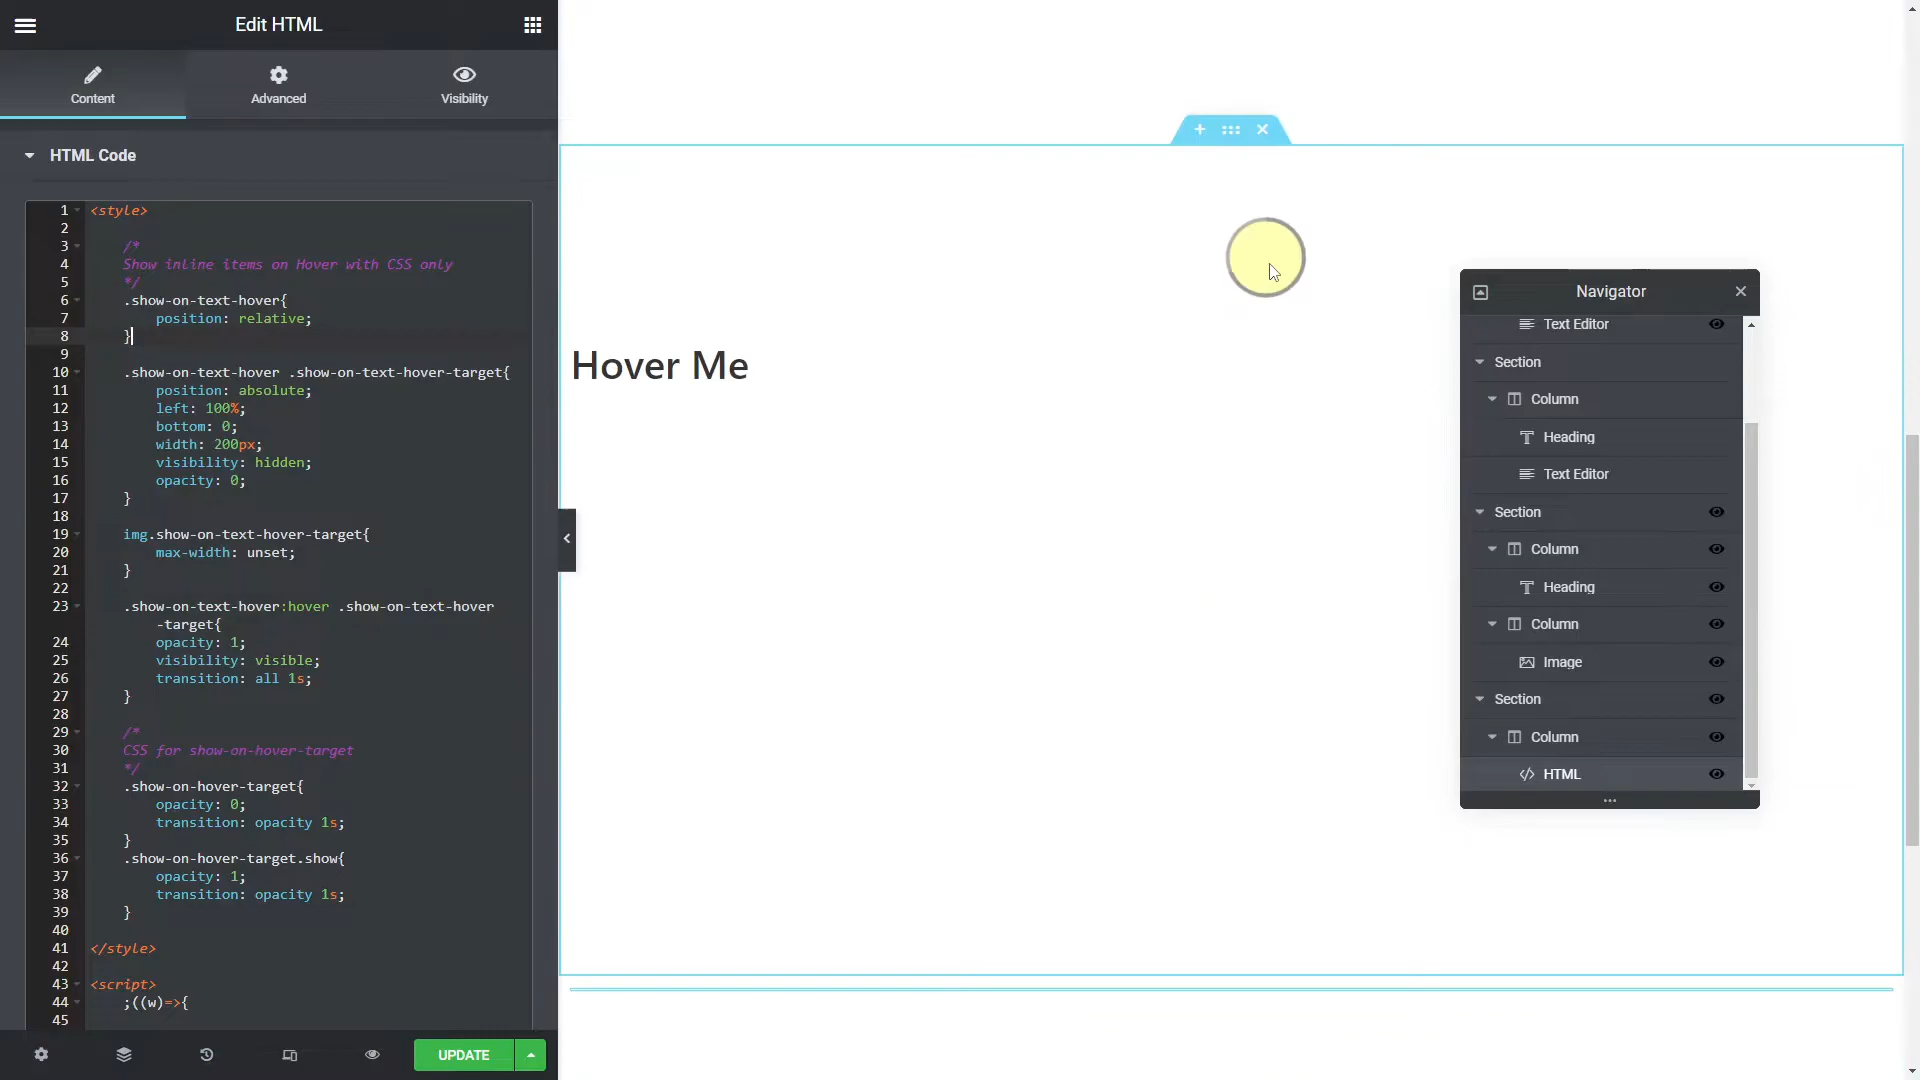 Edit HTML
Content
Advanced
Visibility
HTML Code
1 <style>
2
3 /*
4 Show inline items on Hover with CSS only
5 */
6 .show-on-text-hover{
7 position: relative;
8 }
9
10 .show-on-text-hover .show-on-text-hover-target{
11 position: absolute;
12 left: 100%;
13 bottom: 0;
14 width: 200px;
15 visibility: hidden;
16 opacity: 0;
17 }
18
19 img.show-on-text-hover-target{
20 max-width: unset;
21 }
22
23 .show-on-text-hover:hover .show-on-text-hover
-target{
24 opacity: 1;
25 visibility: visible;
26 transition: all 1s;
27 }
28
29 /*
30 CSS for show-on-hover-target
31 */
32 .show-on-hover-target{
33 opacity: 0;
34 transition: opacity 1s;
35 }
36 .show-on-hover-target.show{
37 opacity: 1;
38 transition: opacity 1s;
39 }
40
41 </style>
42
43 <script>
44 ;((w)=>{
45
UPDATE
Hover Me
Navigator
Text Editor
Section
Column
Heading
Text Editor
Section
Column
Heading
Column
Image
Section
Column
HTML